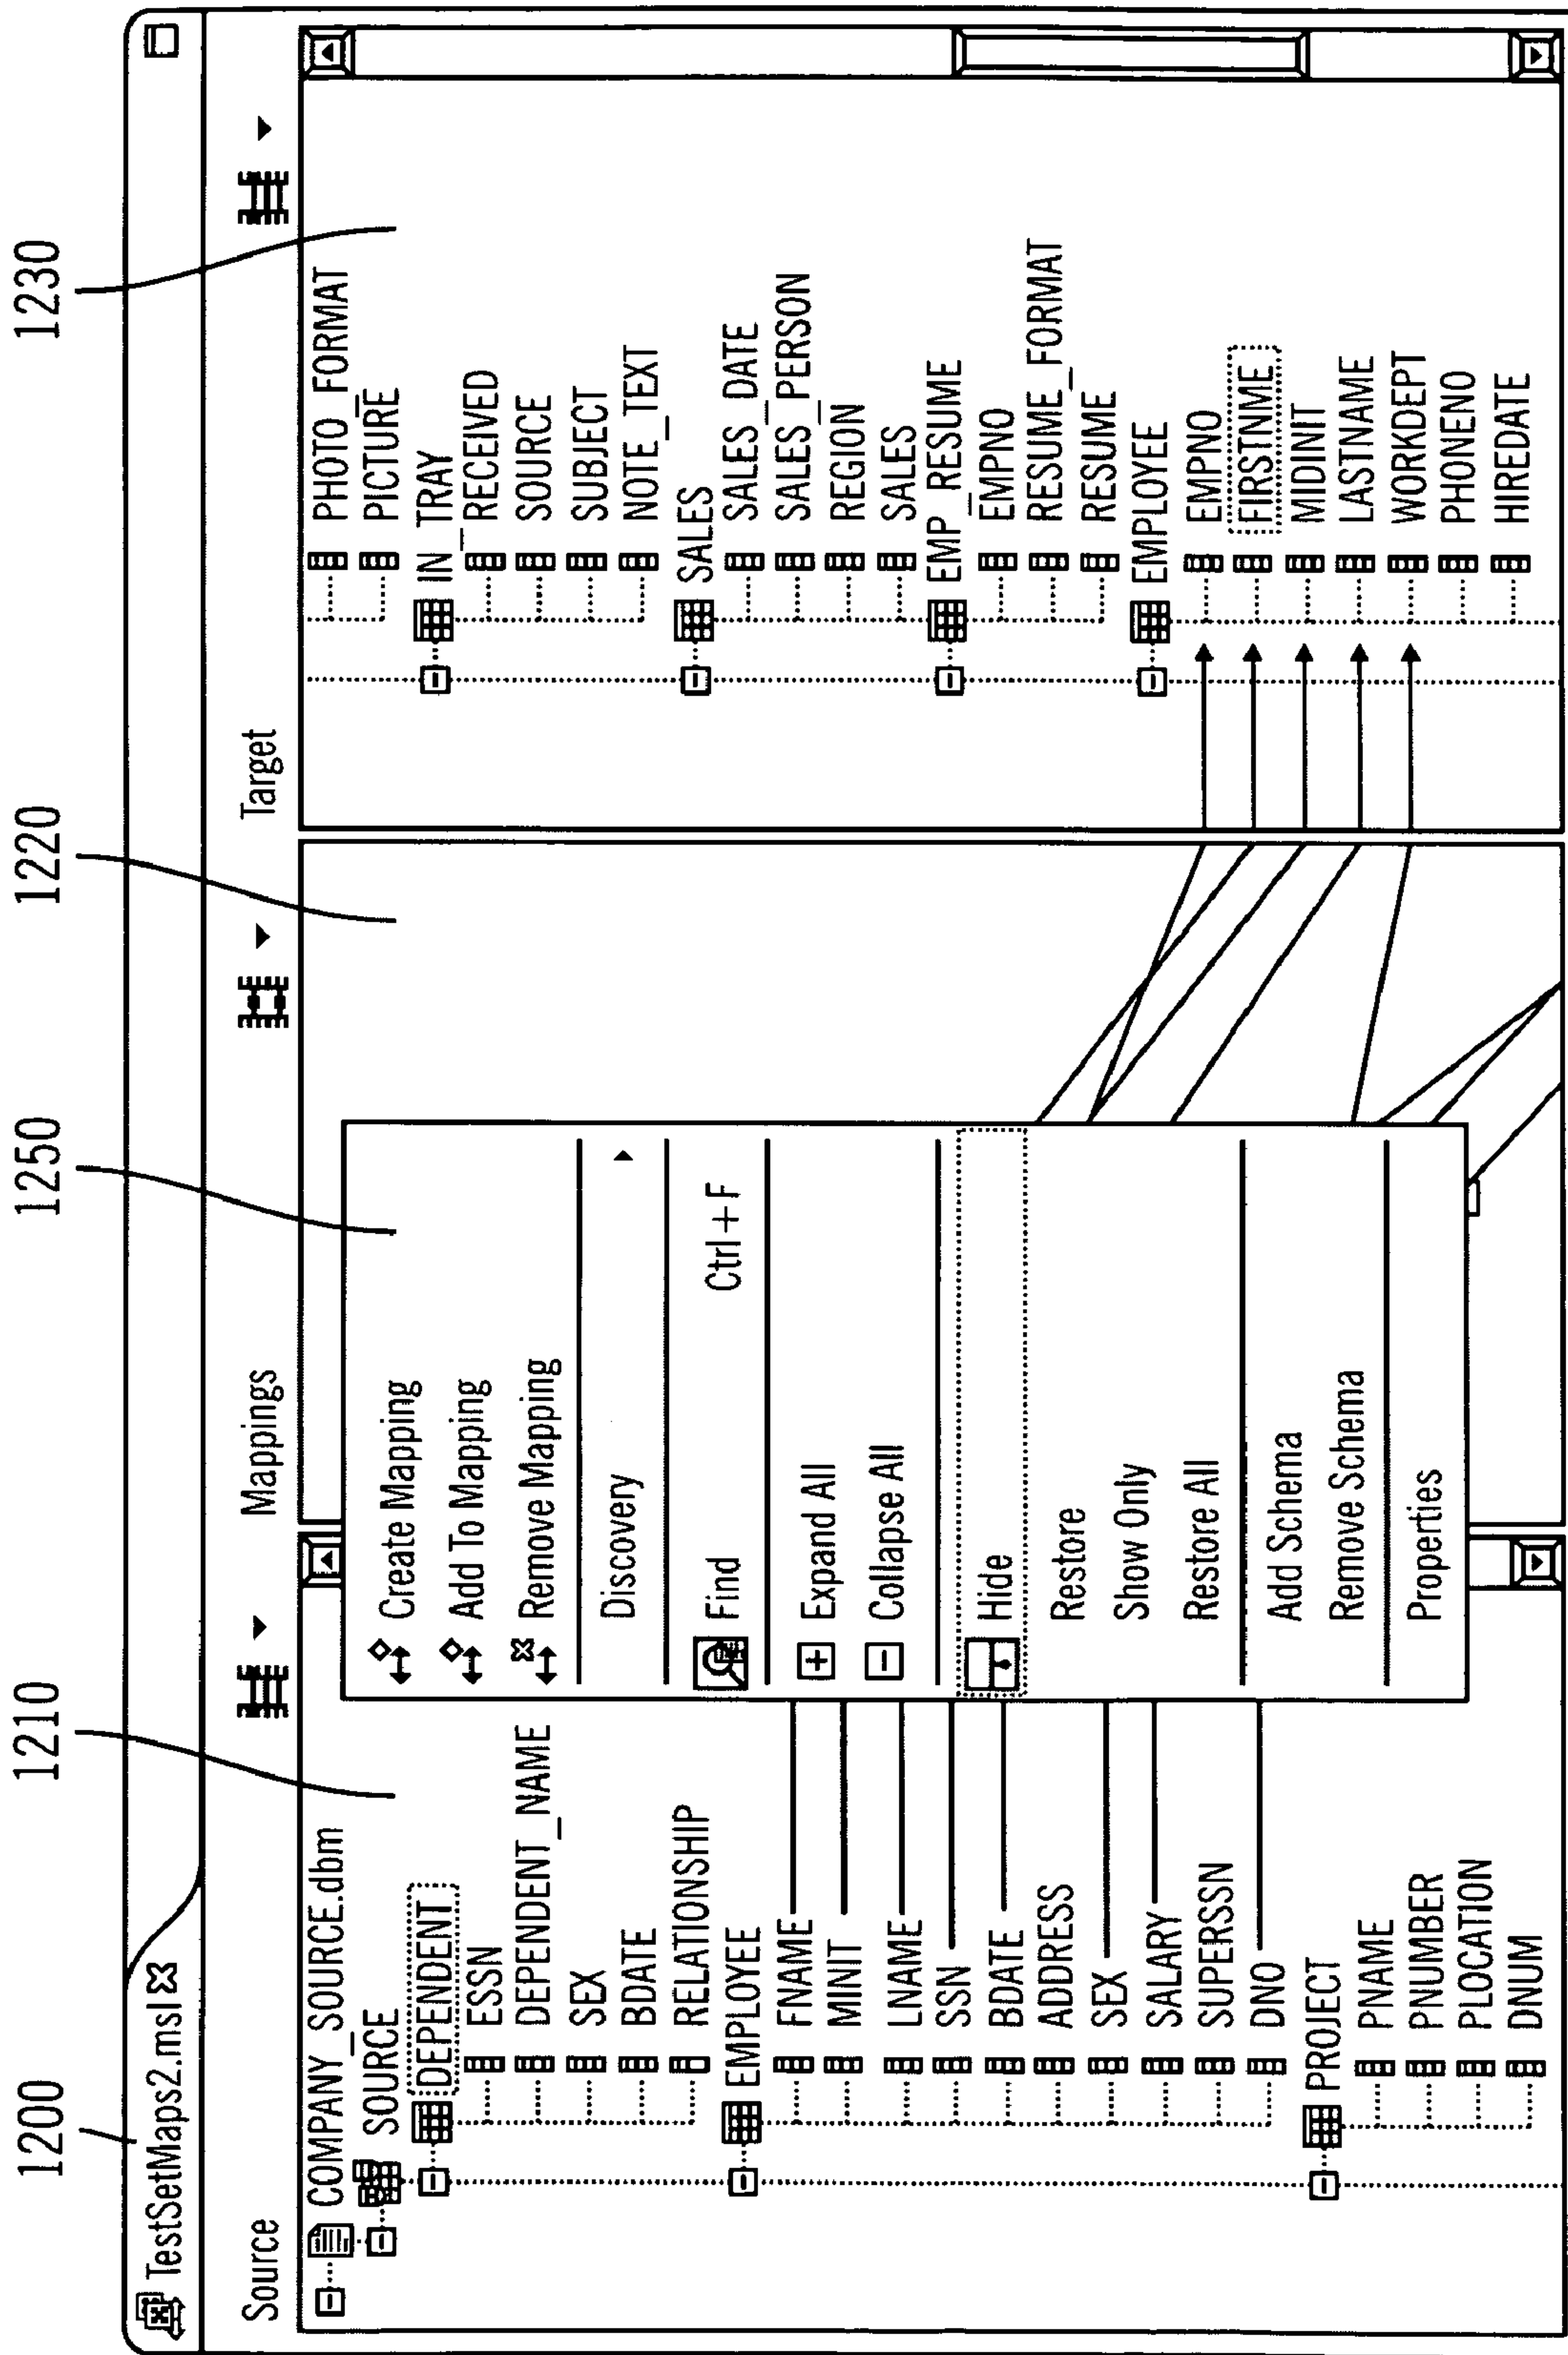 1200
1210
1250
1220
1230
TestSetMaps2.msl
Source
Mappings
Target
COMPANY_SOURCE.dbm
SOURCE
DEPENDENT
ESSN
DEPENDENT_NAME
SEX
BDATE
RELATIONSHIP
EMPLOYEE
FNAME
MINIT
LNAME
SSN
BDATE
ADDRESS
SEX
SALARY
SUPERSSN
DNO
PROJECT
PNAME
PNUMBER
PLOCATION
DNUM
Create Mapping
Add To Mapping
Remove Mapping
Discovery
Find Ctrl+F
Expand All
Collapse All
Hide
Restore
Show Only
Restore All
Add Schema
Remove Schema
Properties
PHOTO_FORMAT
PICTURE
IN_TRAY
RECEIVED
SOURCE
SUBJECT
NOTE_TEXT
SALES
SALES_DATE
SALES_PERSON
REGION
SALES
EMP_RESUME
EMPNO
RESUME_FORMAT
RESUME
EMPLOYEE
EMPNO
FIRSTNME
MIDINIT
LASTNAME
WORKDEPT
PHONENO
HIREDATE